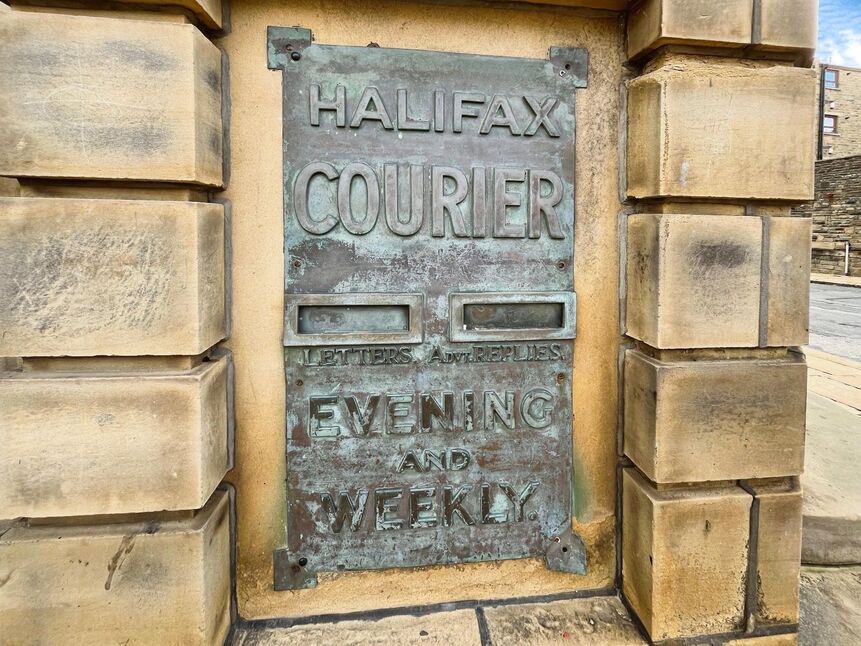 HALIFAX
COURIER
LETTERS. ADVT. REPLIES.
EVENING
AND
WEEKLY.